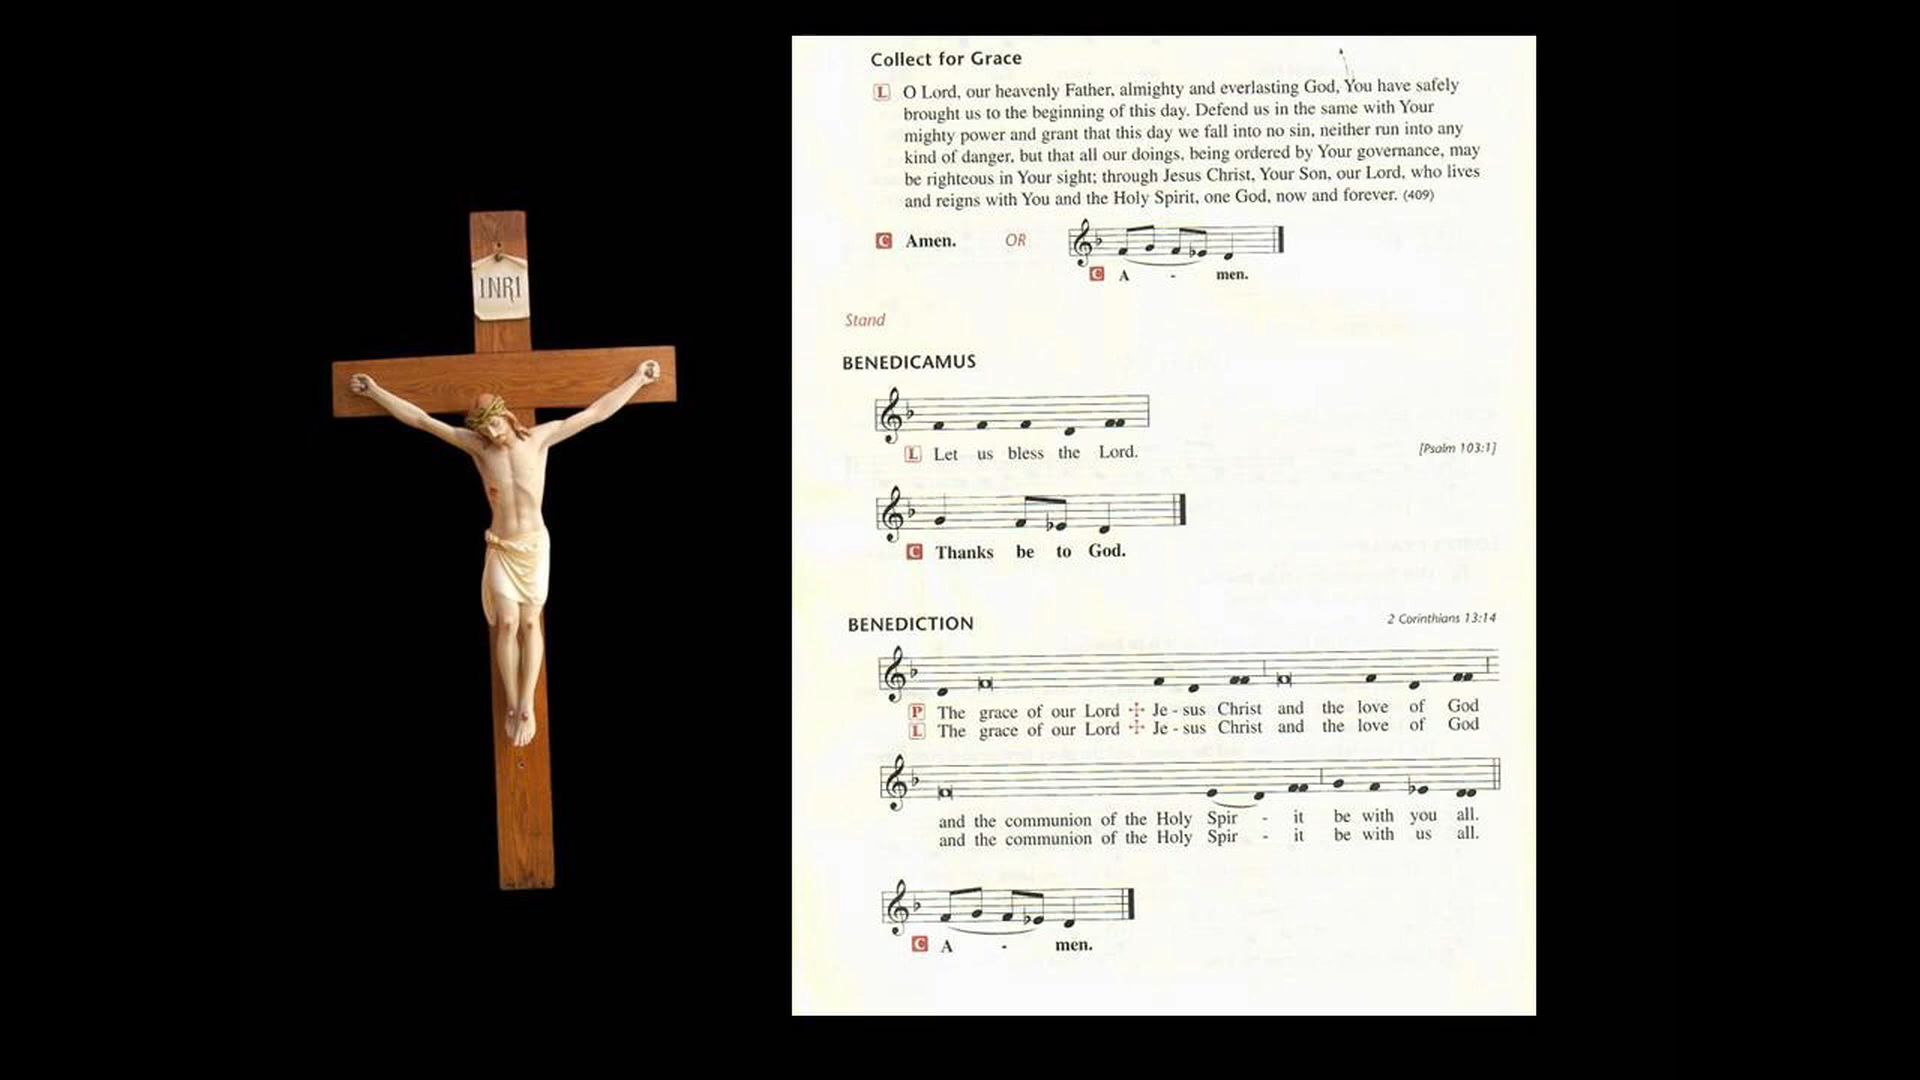 INRI
Collect for Grace
L O Lord, our heavenly Father, almighty and everlasting God, You have safely
brought us to the beginning of this day. Defend us in the same with Your
mighty power and grant that this day we fall into no sin, neither run into any
kind of danger, but that all our doings, being ordered by Your governance, may
be righteous in Your sight; through Jesus Christ, Your Son, our Lord, who lives
and reigns with You and the Holy Spirit, one God, now and forever. (409)
C Amen. OR
C A - men.
Stand
BENEDICAMUS
L Let us bless the Lord. [Psalm 103:1]
C Thanks be to God.
BENEDICTION 2 Corinthians 13:14
P The grace of our Lord ✢ Je - sus Christ and the love of God
L The grace of our Lord ✢ Je - sus Christ and the love of God
and the communion of the Holy Spir - it be with you all.
and the communion of the Holy Spir - it be with us all.
C A - men.